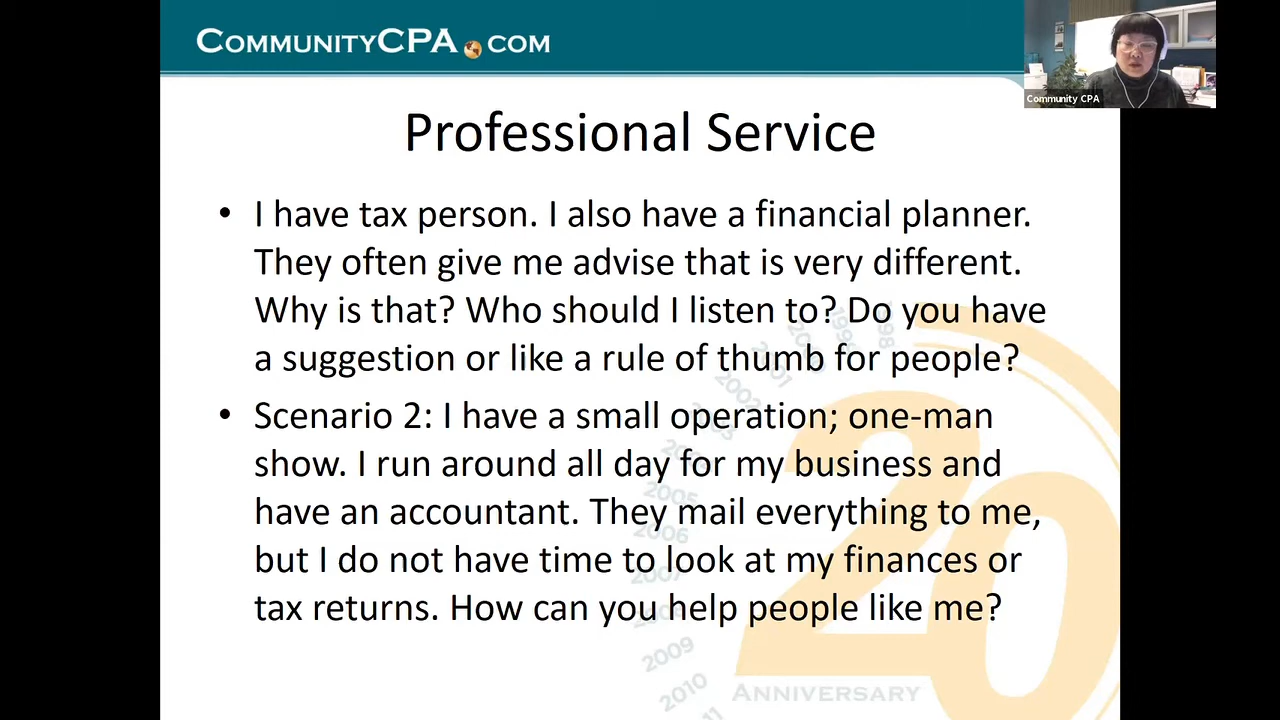 COMMUNITYCPA.COM
Community CPA
Professional Service
• I have tax person. I also have a financial planner.
They often give me advise that is very different.
Why is that? Who should I listen to? Do you have
a suggestion or like a rule of thumb for people?
• Scenario 2: I have a small operation; one-man
show. I run around all day for my business and
have an accountant. They mail everything to me,
but I do not have time to look at my finances or
tax returns. How can you help people like me?
1998
2001
2002
2005
2006
2007
2009
2010
20
ANNIVERSARY